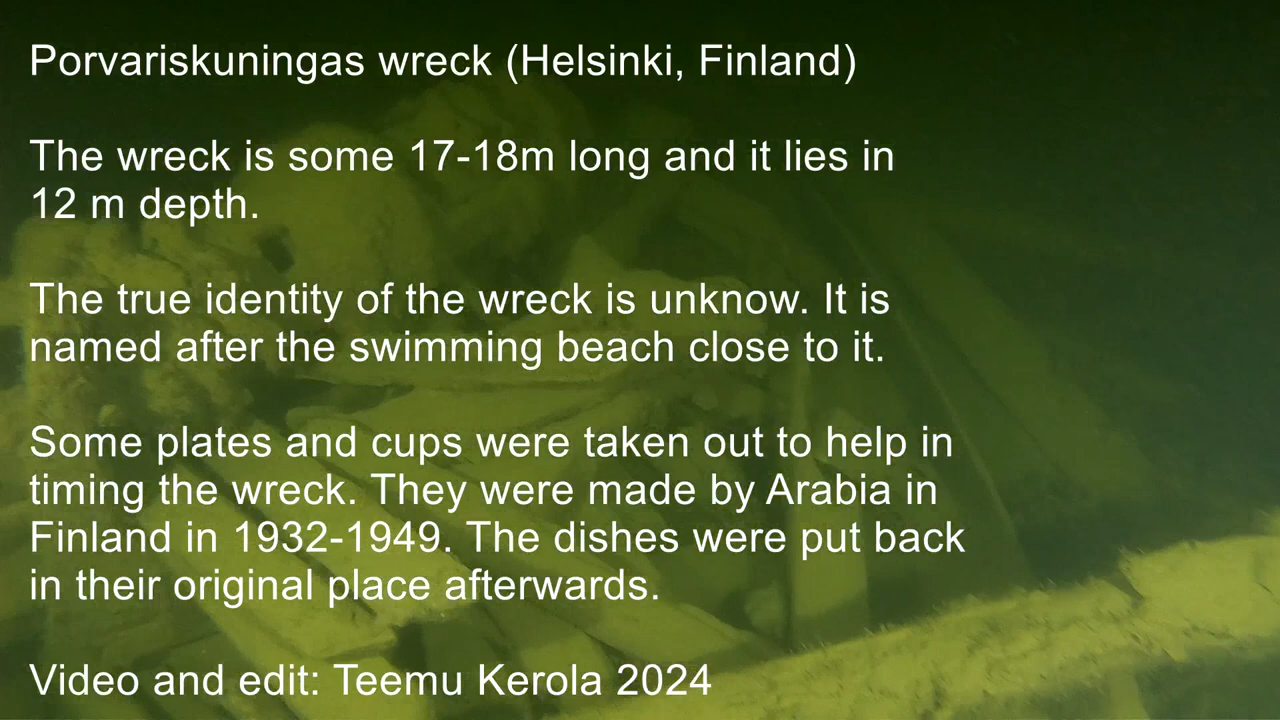 Porvariskuningas wreck (Helsinki, Finland)
The wreck is some 17-18m long and it lies in
12 m depth.
The true identity of the wreck is unknow. It is
named after the swimming beach close to it.
Some plates and cups were taken out to help in
timing the wreck. They were made by Arabia in
Finland in 1932-1949. The dishes were put back
in their original place afterwards.
Video and edit: Teemu Kerola 2024